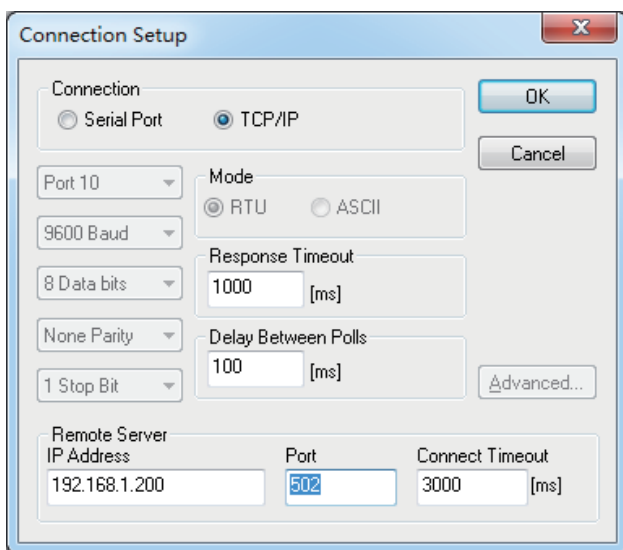 Connection Setup
Connection
Serial Port
TCP/IP
OK
Cancel
Port 10
Mode
RTU
ASCII
9600 Baud
Response Timeout
1000
[ms]
8 Data bits
None Parity
Delay Between Polls
100
[ms]
1 Stop Bit
Advanced...
Remote Server
IP Address
Port
Connect Timeout
192.168.1.200
502
3000
[ms]